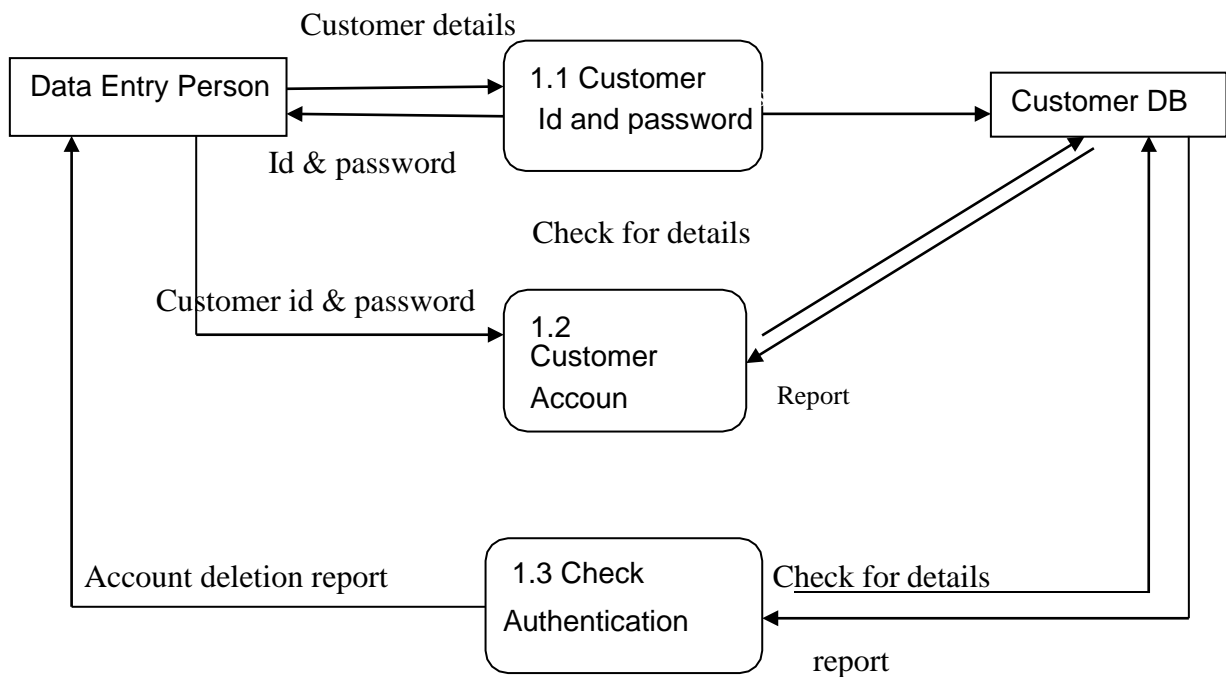 Customer details
Data Entry Person
1.1 Customer
Id and password
Customer DB
Id & password
Check for details
Customer id & password
1.2
Customer
Accoun
Report
Account deletion report
1.3 Check
Authentication
Check for details
report